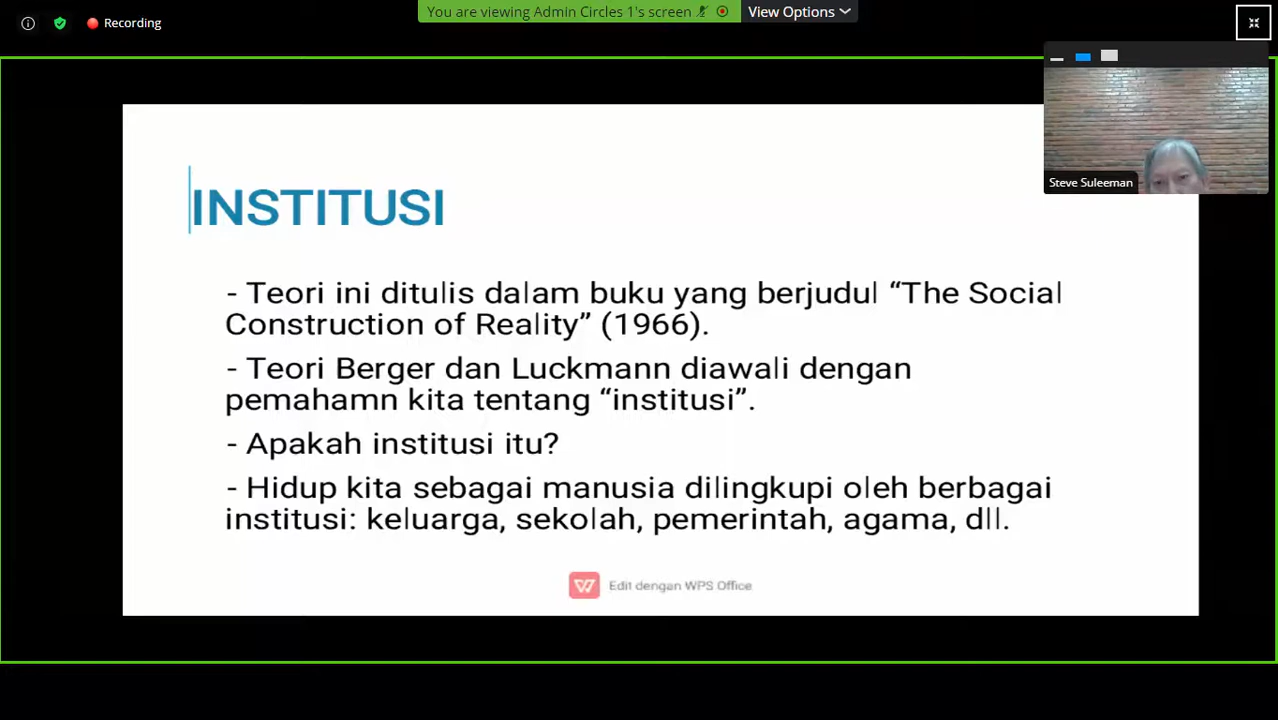 You are viewing Admin Circles 1's screen
View Options
Recording
Steve Suleeman
INSTITUSI
- Teori ini ditulis dalam buku yang berjudul “The Social
Construction of Reality” (1966).
- Teori Berger dan Luckmann diawali dengan
pemahamn kita tentang “institusi”.
- Apakah institusi itu?
- Hidup kita sebagai manusia dilingkupi oleh berbagai
institusi: keluarga, sekolah, pemerintah, agama, dll.
Edit dengan WPS Office